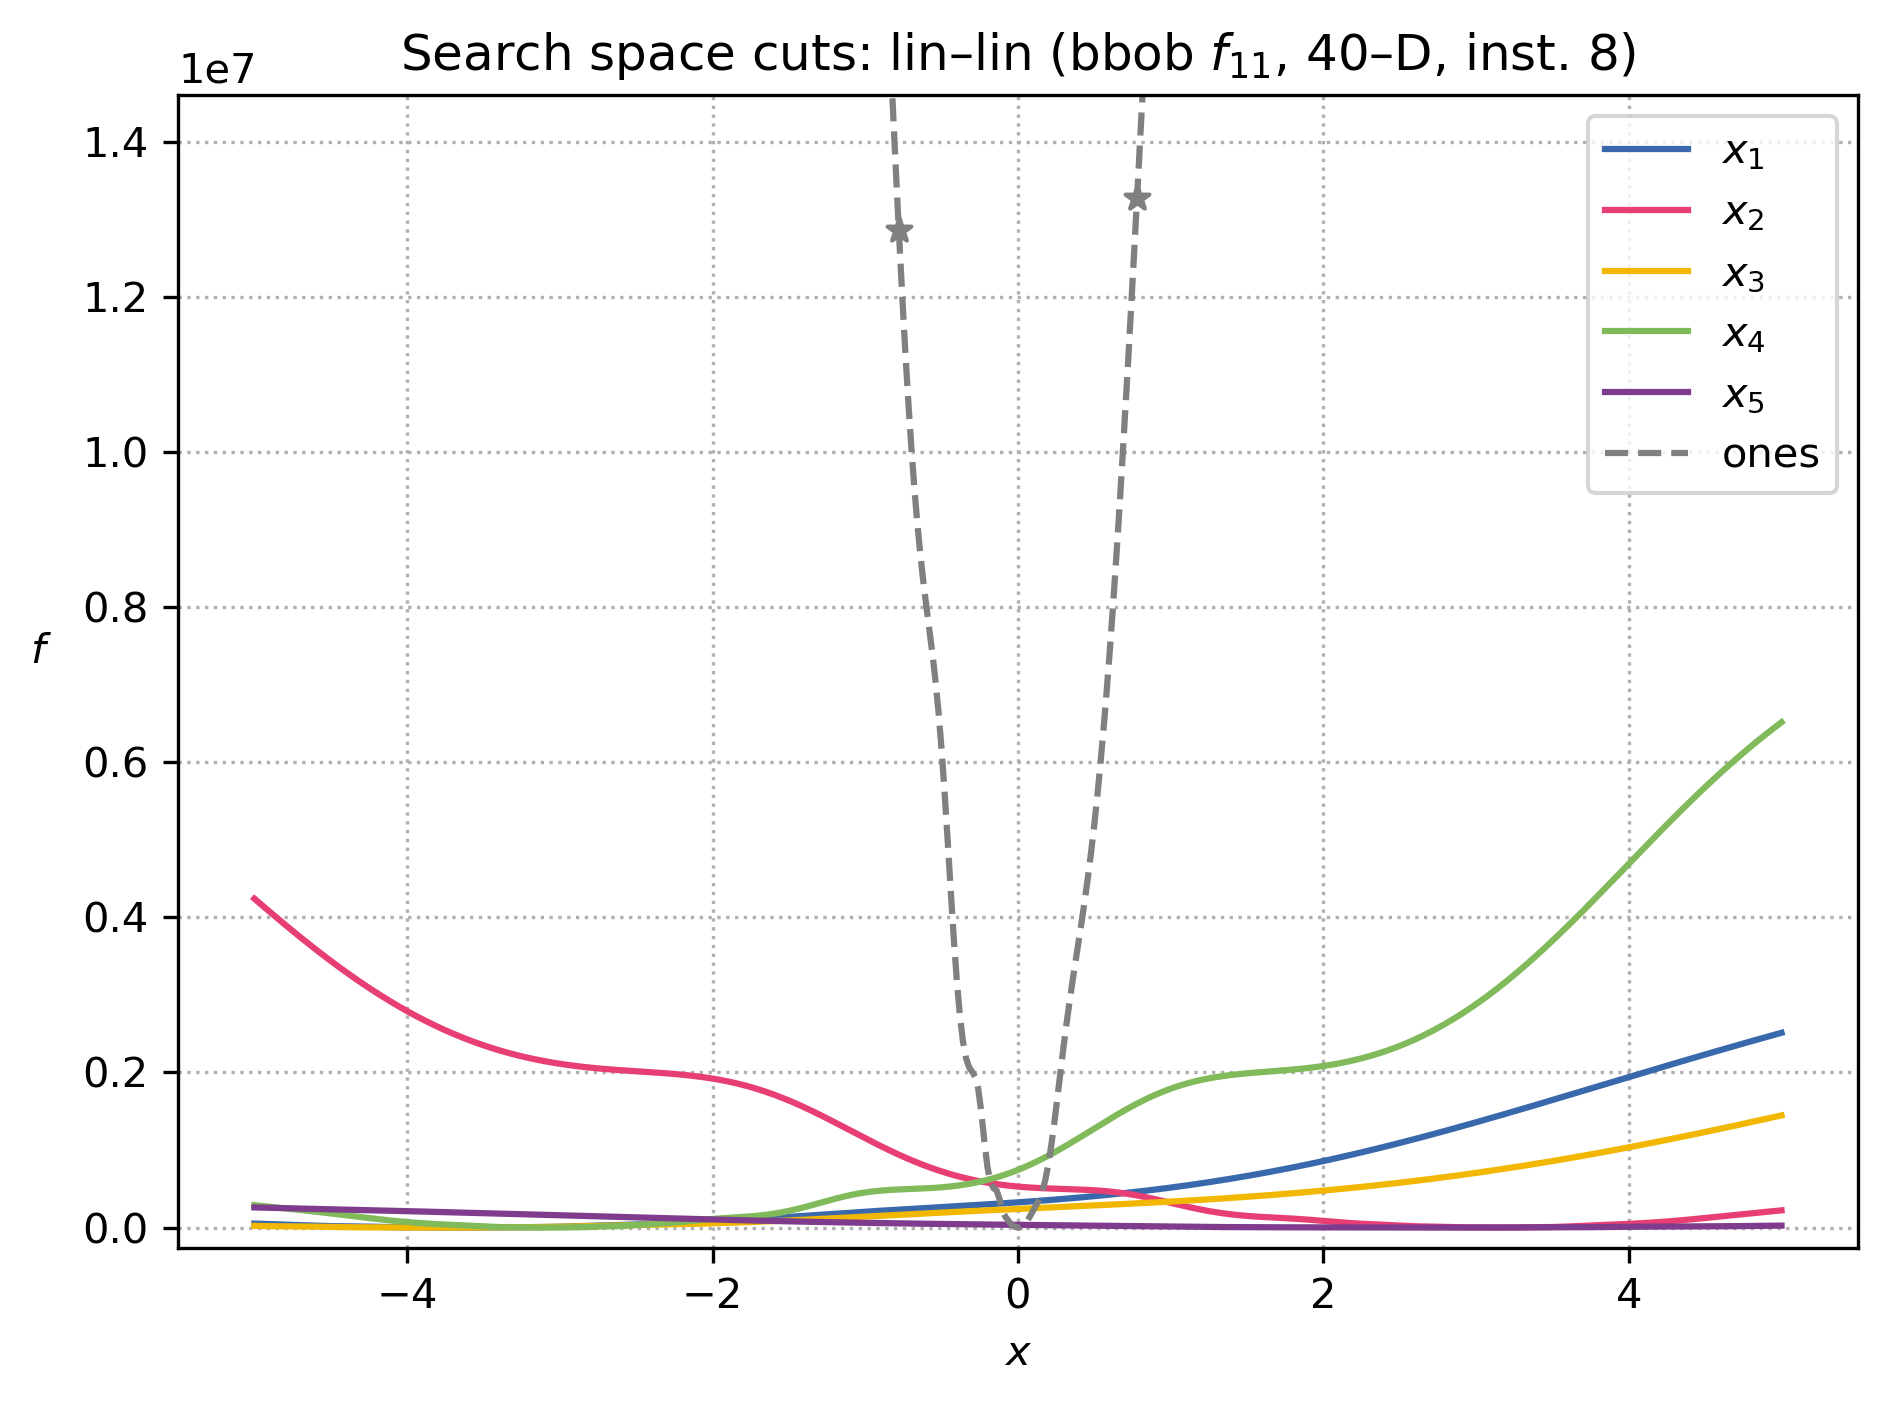 Search space cuts: lin–lin (bbob f₁₁, 40–D, inst. 8)
1e7
1.4
1.2
1.0
0.8
0.6
0.4
0.2
0.0
f
−4
−2
0
2
4
x
x₁
x₂
x₃
x₄
x₅
ones